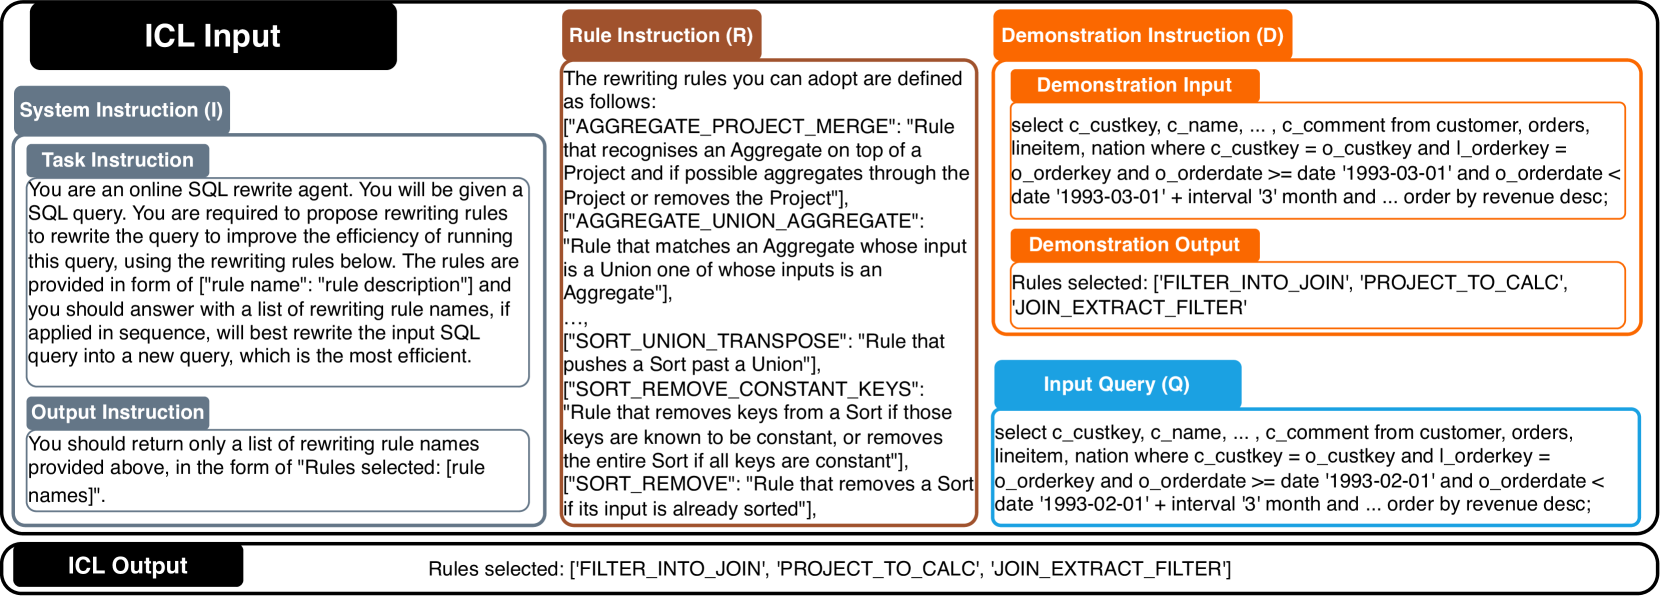 ICL Input
System Instruction (I)
Task Instruction
You are an online SQL rewrite agent. You will be given a
SQL query. You are required to propose rewriting rules
to rewrite the query to improve the efficiency of running
this query, using the rewriting rules below. The rules are
provided in form of ["rule name": "rule description"] and
you should answer with a list of rewriting rule names, if
applied in sequence, will best rewrite the input SQL
query into a new query, which is the most efficient.
Output Instruction
You should return only a list of rewriting rule names
provided above, in the form of "Rules selected: [rule
names]".
Rule Instruction (R)
The rewriting rules you can adopt are defined
as follows:
["AGGREGATE_PROJECT_MERGE": "Rule
that recognises an Aggregate on top of a
Project and if possible aggregates through the
Project or removes the Project"],
["AGGREGATE_UNION_AGGREGATE":
"Rule that matches an Aggregate whose input
is a Union one of whose inputs is an
Aggregate"],
...,
["SORT_UNION_TRANSPOSE": "Rule that
pushes a Sort past a Union"],
["SORT_REMOVE_CONSTANT_KEYS":
"Rule that removes keys from a Sort if those
keys are known to be constant, or removes
the entire Sort if all keys are constant"],
["SORT_REMOVE": "Rule that removes a Sort
if its input is already sorted"],
Demonstration Instruction (D)
Demonstration Input
select c_custkey, c_name, ... , c_comment from customer, orders,
lineitem, nation where c_custkey = o_custkey and l_orderkey =
o_orderkey and o_orderdate >= date '1993-03-01' and o_orderdate <
date '1993-03-01' + interval '3' month and ... order by revenue desc;
Demonstration Output
Rules selected: ['FILTER_INTO_JOIN', 'PROJECT_TO_CALC',
'JOIN_EXTRACT_FILTER'
Input Query (Q)
select c_custkey, c_name, ... , c_comment from customer, orders,
lineitem, nation where c_custkey = o_custkey and l_orderkey =
o_orderkey and o_orderdate >= date '1993-02-01' and o_orderdate <
date '1993-02-01' + interval '3' month and ... order by revenue desc;
ICL Output
Rules selected: ['FILTER_INTO_JOIN', 'PROJECT_TO_CALC', 'JOIN_EXTRACT_FILTER']